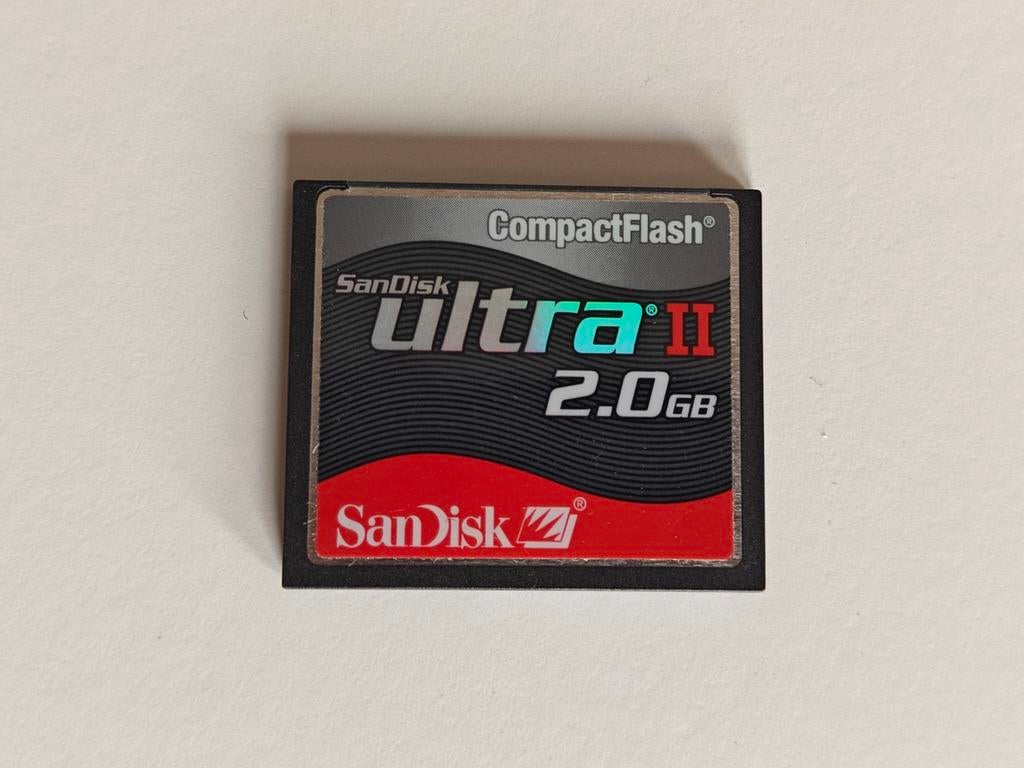 CompactFlash®
SanDisk
ultra® II
2.0GB
SanDisk®